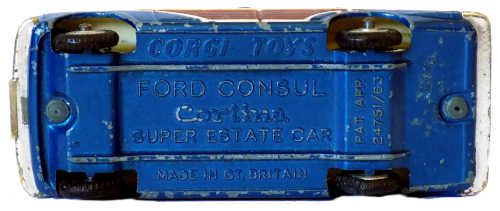 CORGI TOYS
FORD CONSUL
Cortina
SUPER ESTATE CAR
MADE IN GT. BRITAIN
PAT. APP.
24751/63